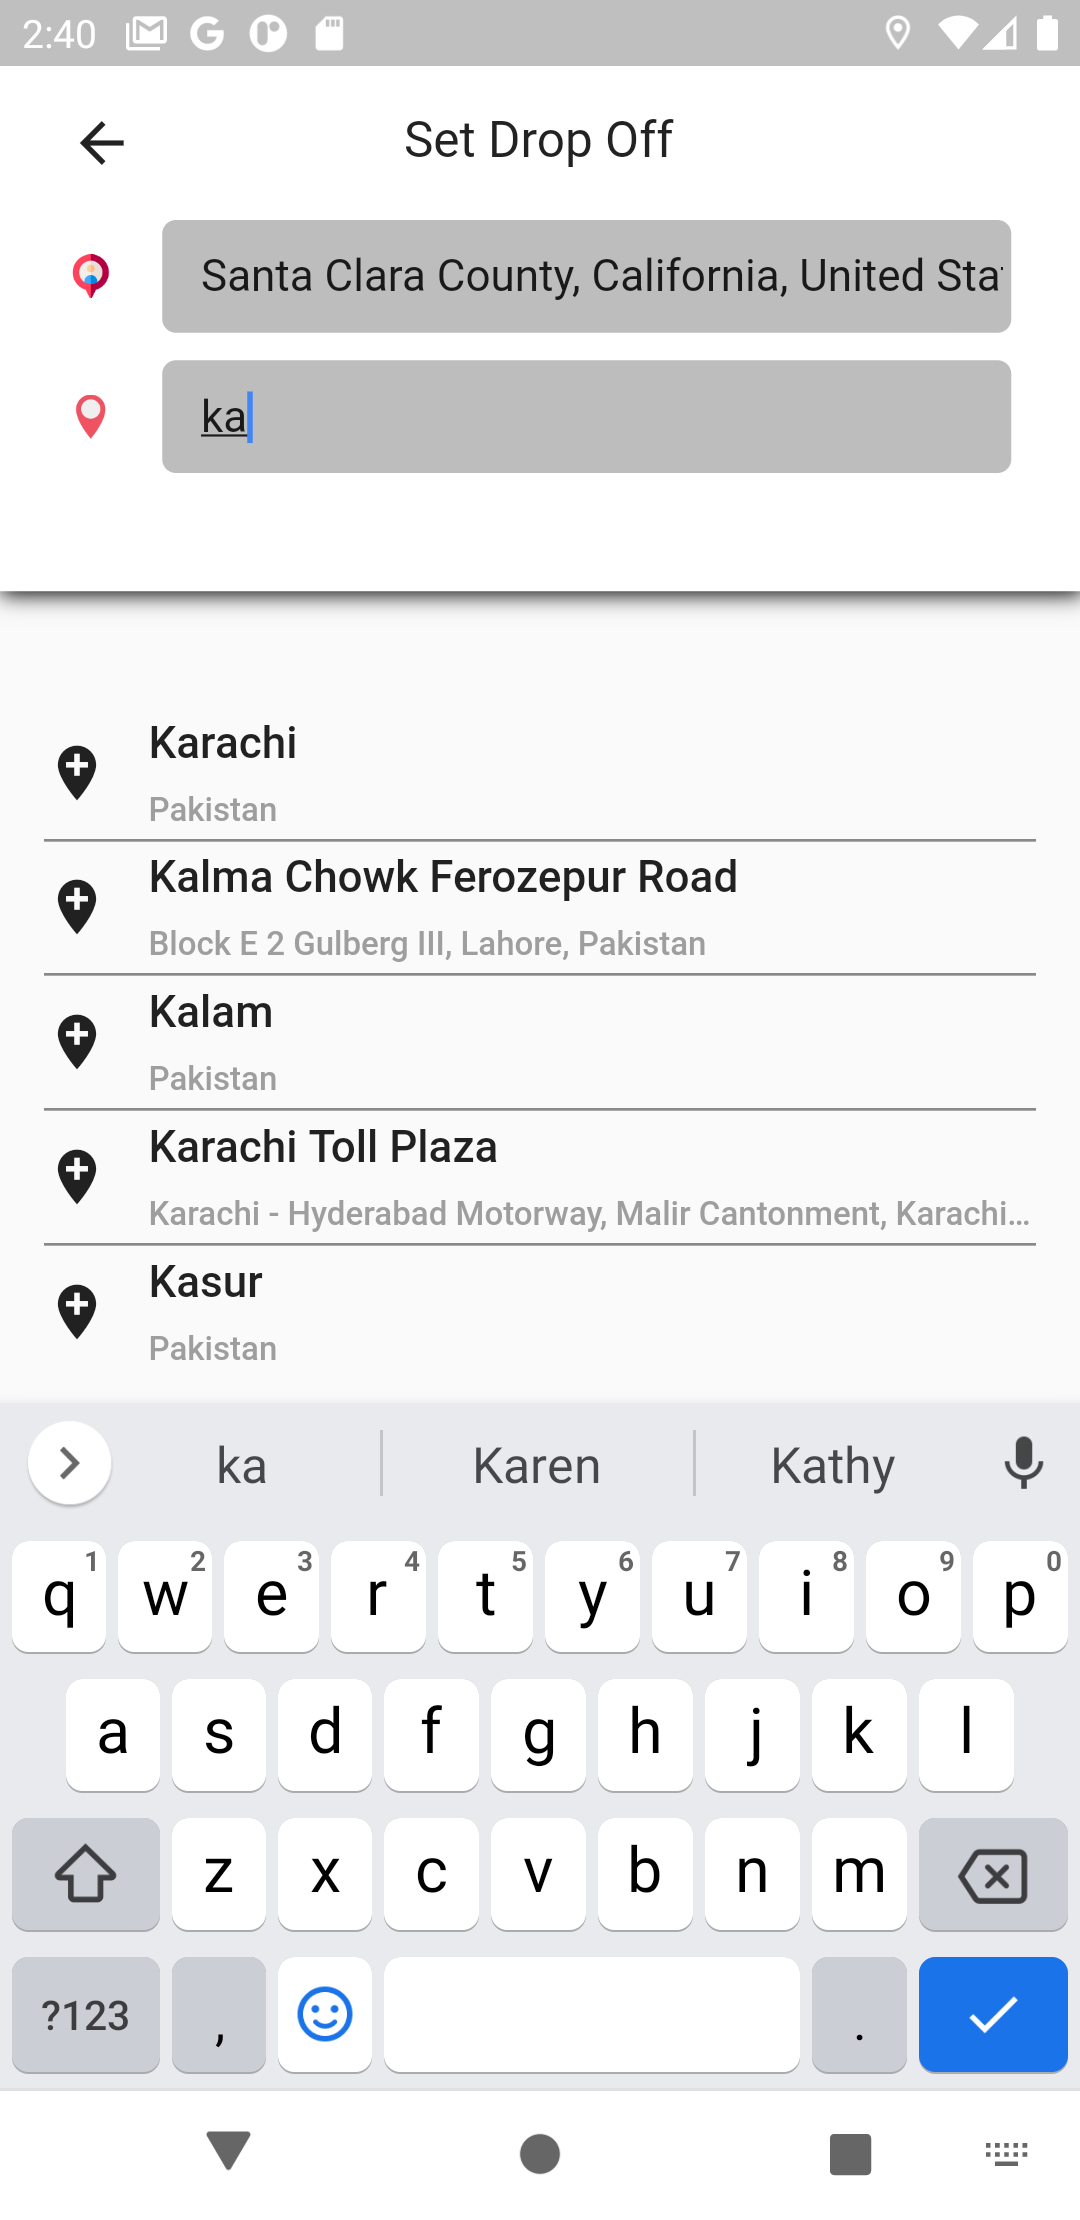 2:40
Set Drop Off
Santa Clara County, California, United Sta
ka
Karachi
Pakistan
Kalma Chowk Ferozepur Road
Block E 2 Gulberg III, Lahore, Pakistan
Kalam
Pakistan
Karachi Toll Plaza
Karachi - Hyderabad Motorway, Malir Cantonment, Karachi...
Kasur
Pakistan
ka Karen Kathy
1 2 3 4 5 6 7 8 9 0
q w e r t y u i o p
a s d f g h j k l
z x c v b n m
?123 , .